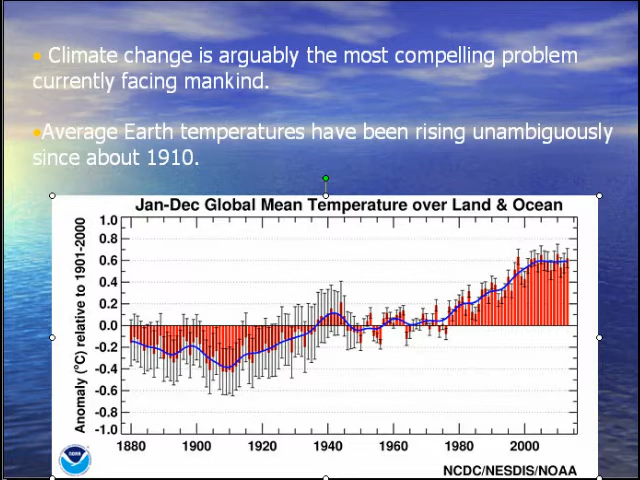 • Climate change is arguably the most compelling problem
currently facing mankind.
•Average Earth temperatures have been rising unambiguously
since about 1910.
Jan-Dec Global Mean Temperature over Land & Ocean
Anomaly (°C) relative to 1901-2000
1.0
0.8
0.6
0.4
0.2
0.0
-0.2
-0.4
-0.6
-0.8
-1.0
1880 1900 1920 1940 1960 1980 2000
noaa
NCDC/NESDIS/NOAA